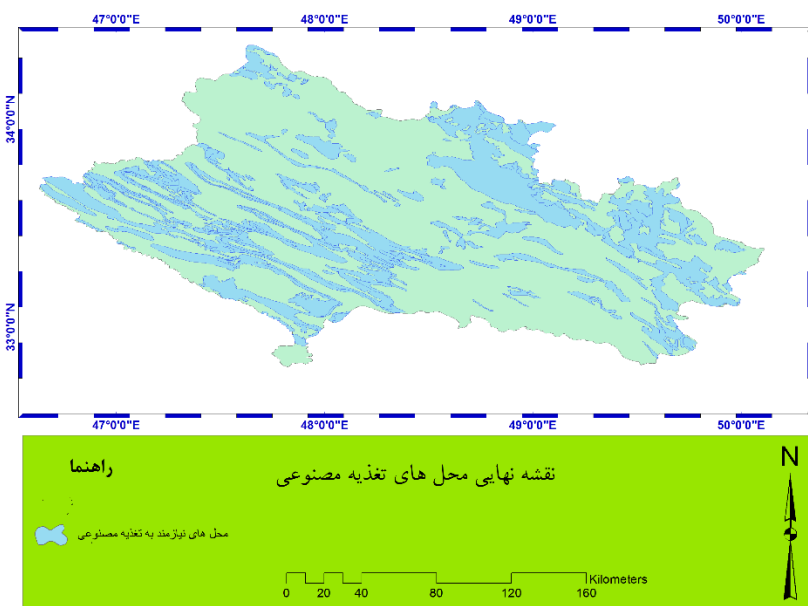 47°0'0"E 48°0'0"E 49°0'0"E 50°0'0"E
34°0'0"N
33°0'0"N
47°0'0"E 48°0'0"E 49°0'0"E 50°0'0"E
راهنما
نقشه نهایی محل های تغذیه مصنوعی
N
محل های نیازمند به تغذیه مصنوعی
Kilometers
0 20 40 80 120 160